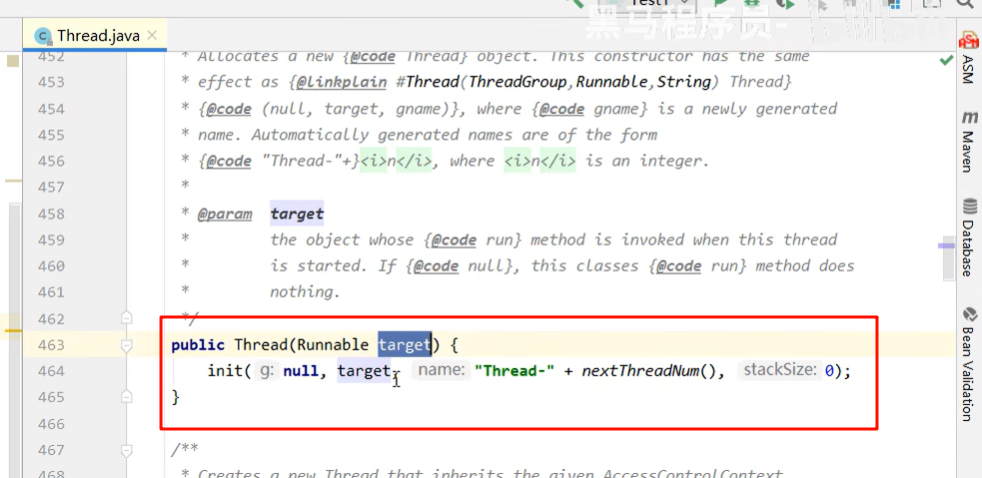 Test1
黑马程序员-
Thread.java
452 * Allocates a new {@code Thread} object. This constructor has the same
453 * effect as {@linkplain #Thread(ThreadGroup,Runnable,String) Thread}
454 * {@code (null, target, gname)}, where {@code gname} is a newly generated
455 * name. Automatically generated names are of the form
456 * {@code "Thread-"+}<i>n</i>, where <i>n</i> is an integer.
457 *
458 * @param target
459 * the object whose {@code run} method is invoked when this thread
460 * is started. If {@code null}, this classes {@code run} method does
461 * nothing.
462 */
463 public Thread(Runnable target) {
464 init( g: null, target, name: "Thread-" + nextThreadNum(), stackSize: 0);
465 }
466
467 /**
468 * Creates a new Thread that inherits the given AccessControlContext
ASM
ASM
m
Maven
Database
Bean Validation